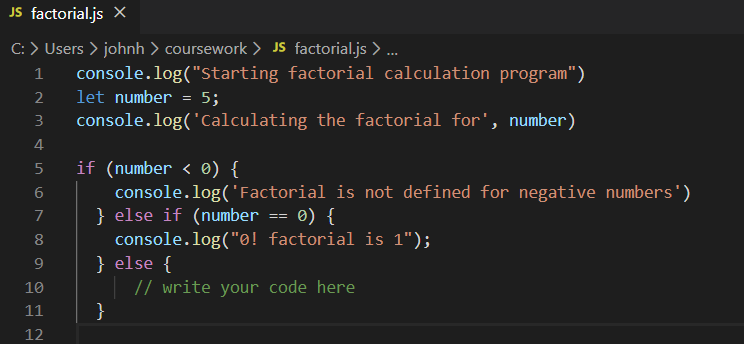 JS factorial.js ×
C: > Users > johnh > coursework > JS factorial.js > ...
1 console.log("Starting factorial calculation program")
2 let number = 5;
3 console.log('Calculating the factorial for', number)
4
5 if (number < 0) {
6 console.log('Factorial is not defined for negative numbers')
7 } else if (number == 0) {
8 console.log("0! factorial is 1");
9 } else {
10 // write your code here
11 }
12